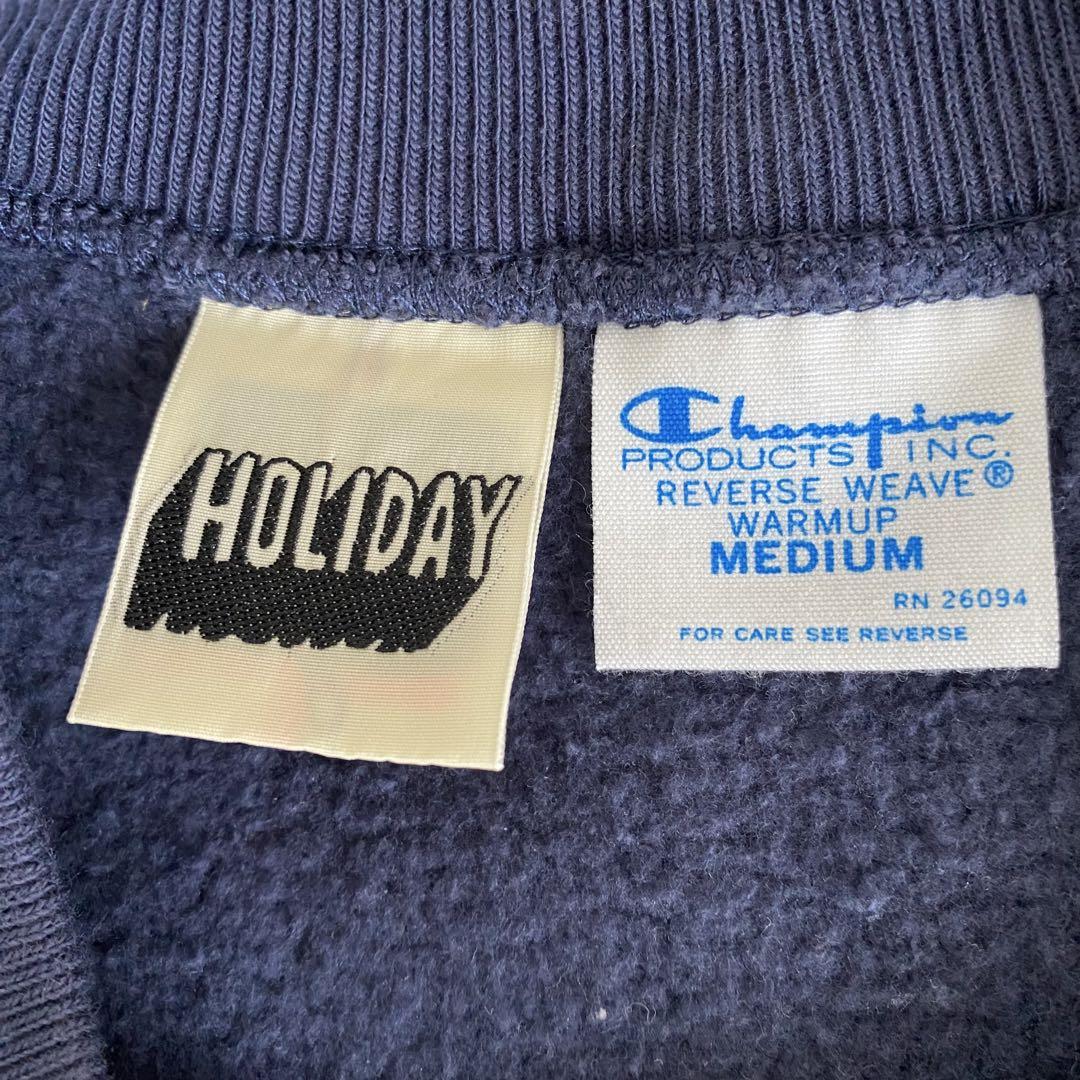 HOLIDAY
Champion
PRODUCTS INC.
REVERSE WEAVE®
WARMUP
MEDIUM
RN 26094
FOR CARE SEE REVERSE